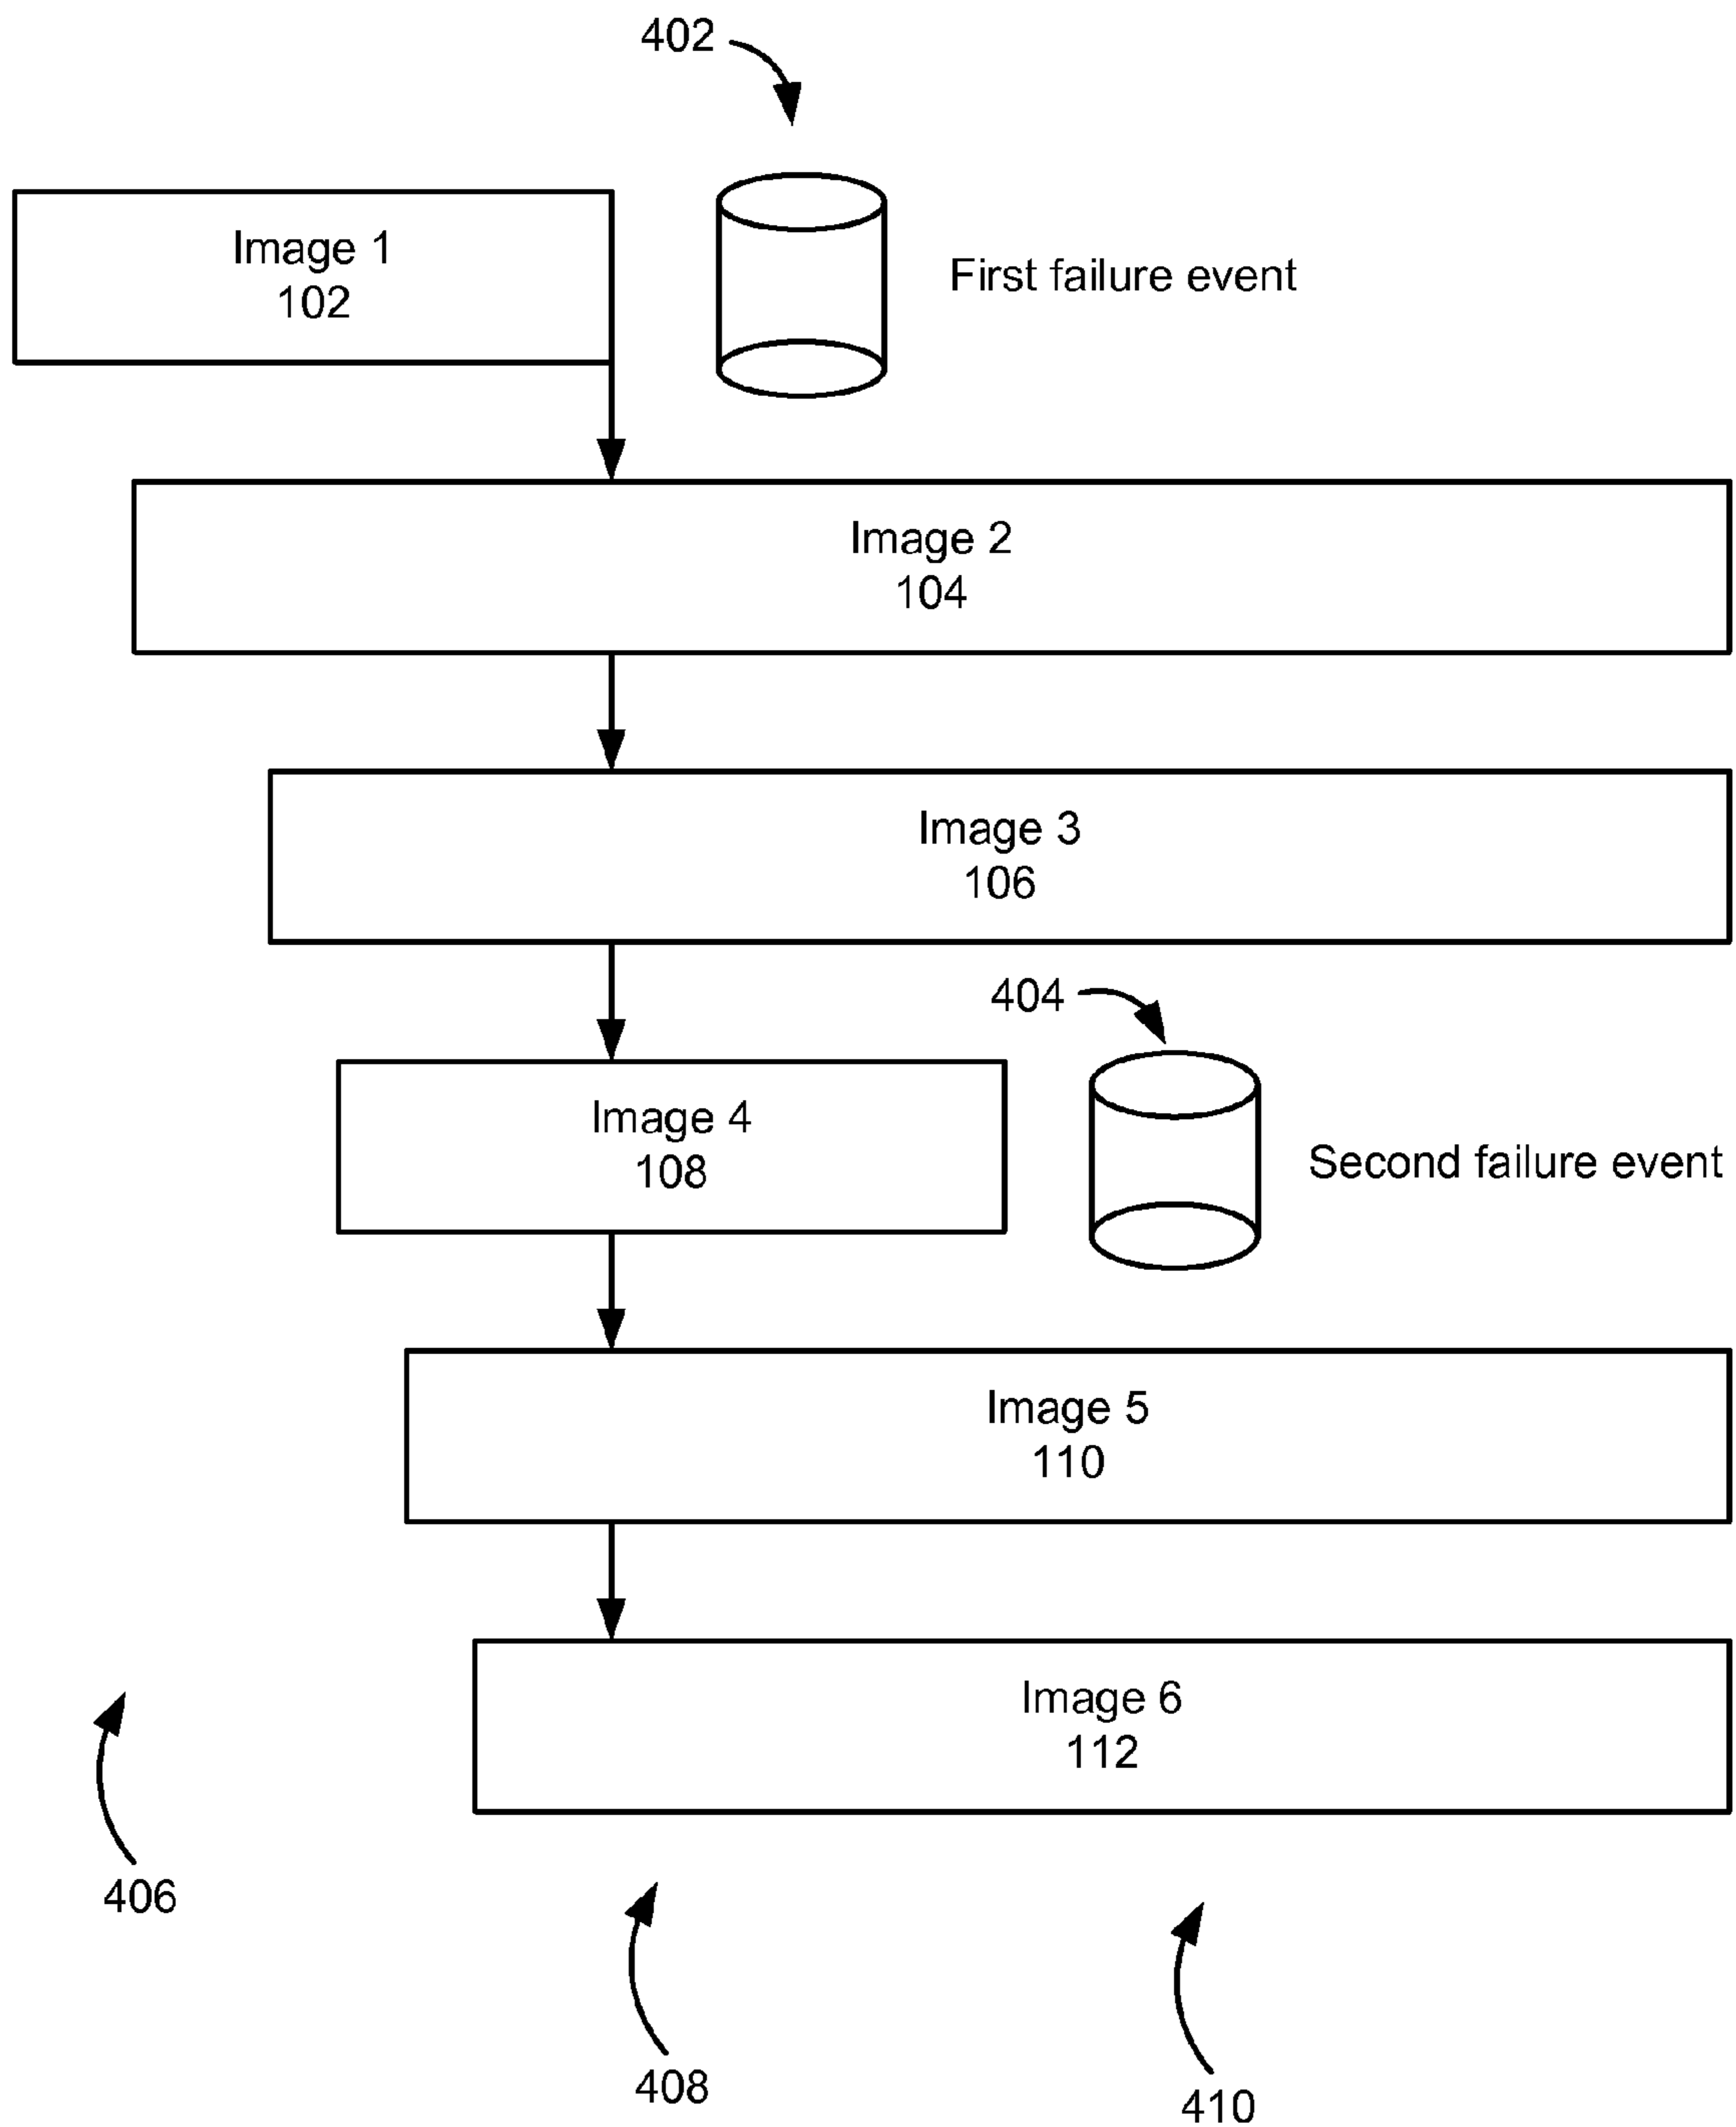 402
Image 1
102
First failure event
Image 2
104
Image 3
106
404
Image 4
108
Second failure event
Image 5
110
Image 6
112
406
408
410